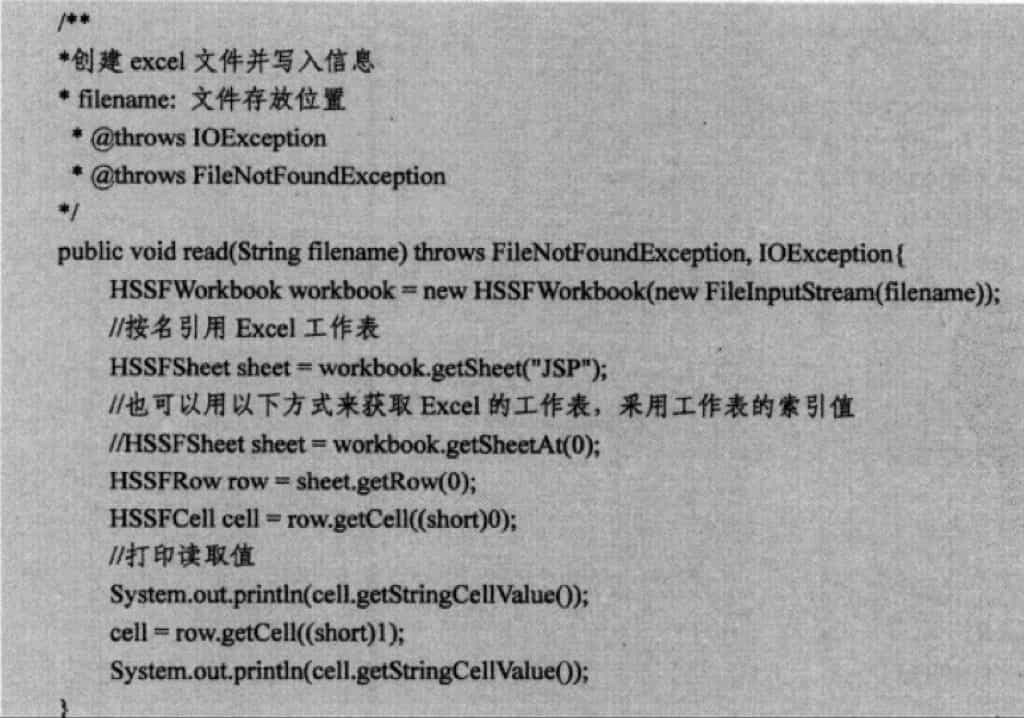 /**
*创建 excel 文件并写入信息
* filename: 文件存放位置
* @throws IOException
* @throws FileNotFoundException
*/
public void read(String filename) throws FileNotFoundException, IOException{
HSSFWorkbook workbook = new HSSFWorkbook(new FileInputStream(filename));
//按名引用 Excel 工作表
HSSFSheet sheet = workbook.getSheet("JSP");
//也可以用以下方式来获取 Excel 的工作表，采用工作表的索引值
//HSSFSheet sheet = workbook.getSheetAt(0);
HSSFRow row = sheet.getRow(0);
HSSFCell cell = row.getCell((short)0);
//打印读取值
System.out.println(cell.getStringCellValue());
cell = row.getCell((short)1);
System.out.println(cell.getStringCellValue());
}